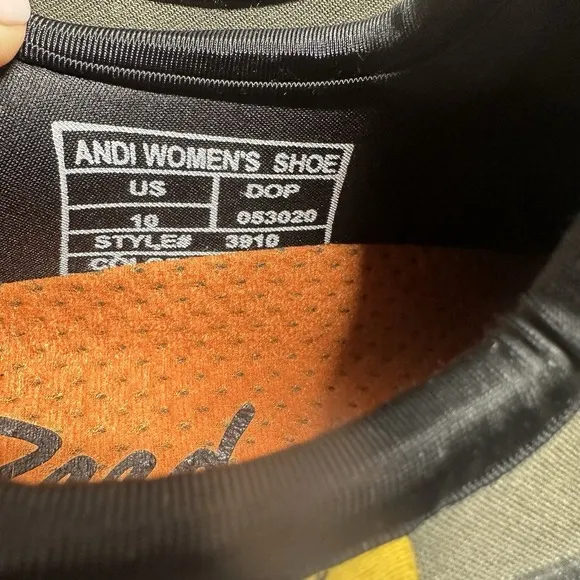 ANDI WOMEN'S SHOE
US DOP
10 053020
STYLE# 3910